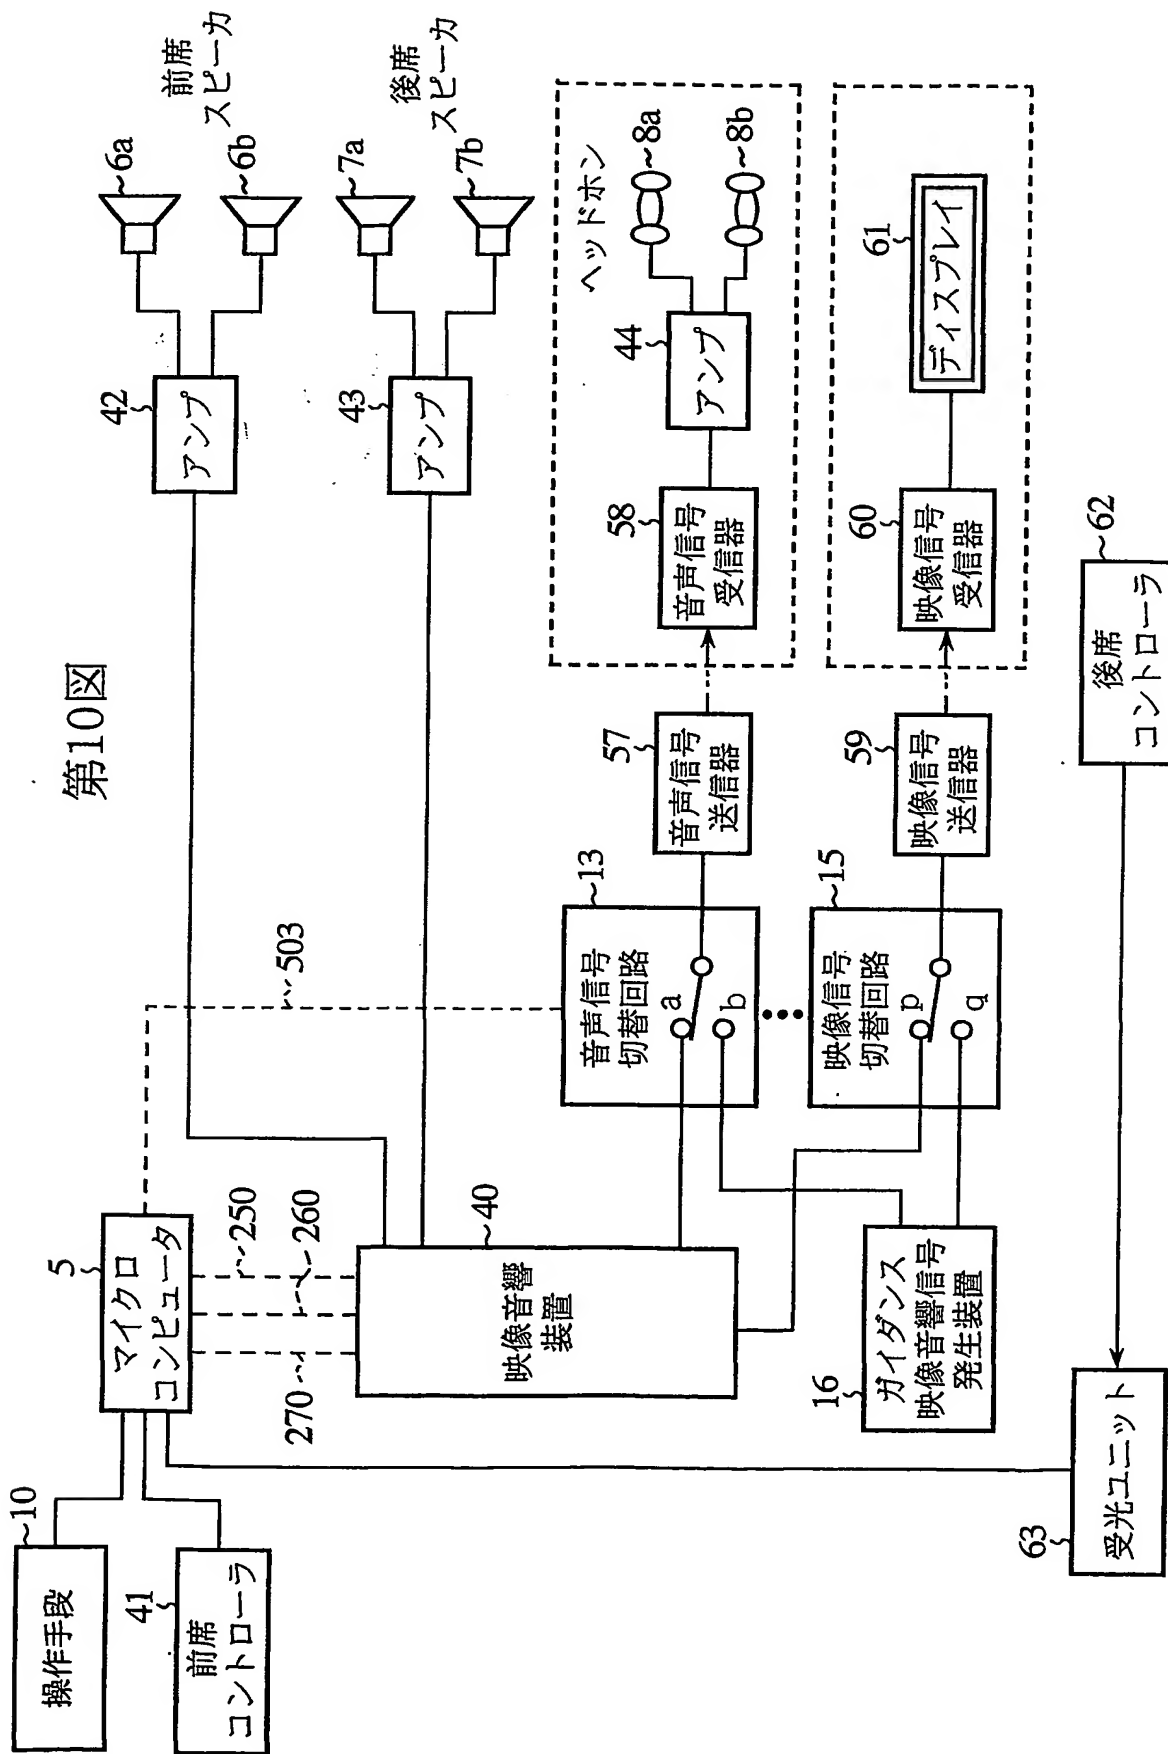 第10図
10
操作手段
41
前席
コントローラ
5
マイクロ
コンピュータ
270
260
250
503
40
映像音響
装置
16
ガイダンス
映像音響信号
発生装置
63
受光ユニット
62
後席
コントローラ
13
音声信号
切替回路
a
b
15
映像信号
切替回路
p
q
57
音声信号
送信器
59
映像信号
送信器
58
音声信号
受信器
60
映像信号
受信器
42
アンプ
43
アンプ
44
アンプ
ヘッドホン
8a
8b
61
ディスプレイ
6a
6b
前席
スピーカ
7a
7b
後席
スピーカ